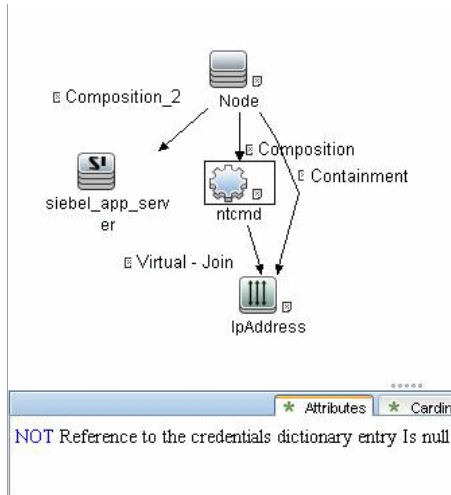 Node
Composition_2
Composition
Containment
siebel_app_serv
er
ntcmd
Virtual - Join
IpAddress
Attributes
Cardin
NOT Reference to the credentials dictionary entry Is null